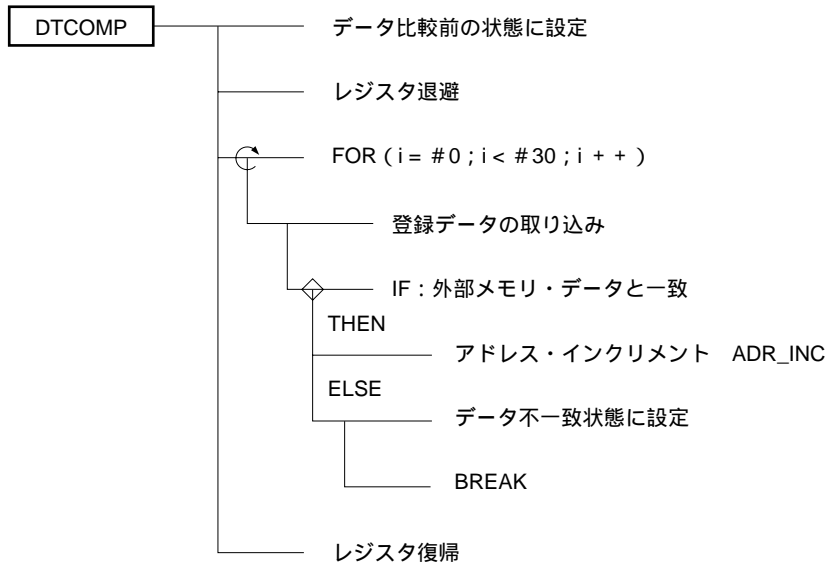 DTCOMP
データ比較前の状態に設定
レジスタ退避
FOR（i= #0；i< #30；i + + ）
登録データの取り込み
IF：外部メモリ・データと一致
THEN
アドレス・インクリメント ADR_INC
ELSE
データ不一致状態に設定
BREAK
レジスタ復帰